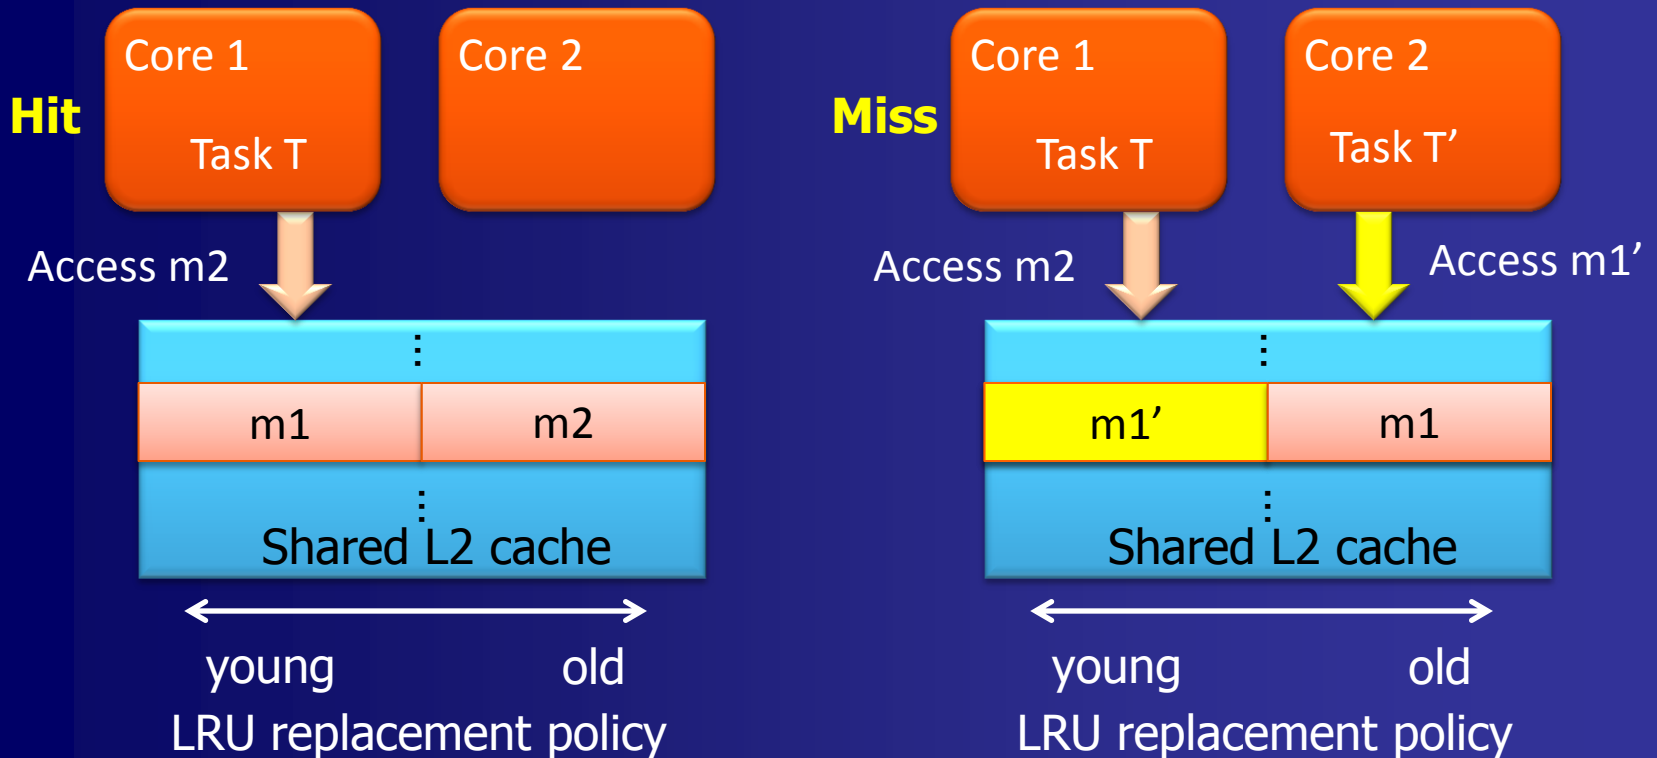 Core 1
Core 2
Hit
Task T
Access m2
⋮
m1
m2
⋮
Shared L2 cache
young
old
LRU replacement policy
Core 1
Core 2
Miss
Task T
Task T’
Access m2
Access m1’
⋮
m1’
m1
⋮
Shared L2 cache
young
old
LRU replacement policy